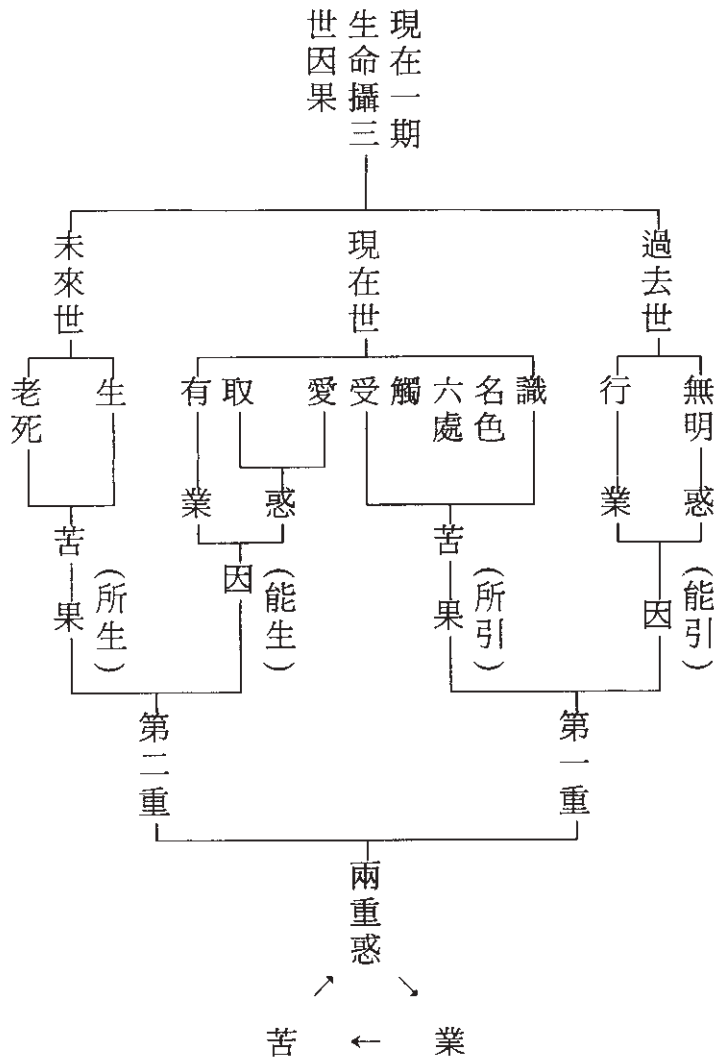 現在一期
生命攝三
世因果
過去世
現在世
未來世
無明
行
識
名色
六處
觸
受
愛
取
有
生
老死
惑
業
苦
惑
業
苦
(能引)
因
(所引)
果
(能生)
因
(所生)
果
第一重
第二重
兩重惑
↗ ↘
苦 ← 業